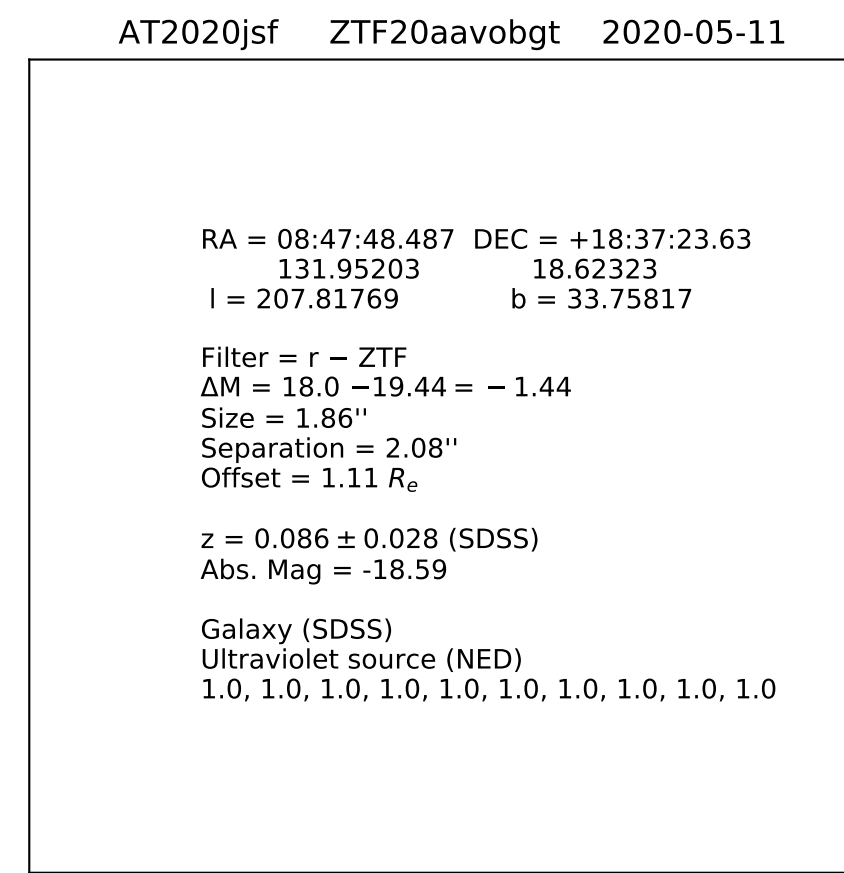 AT2020jsf ZTF20aavobgt 2020-05-11
RA = 08:47:48.487 DEC = +18:37:23.63
131.95203 18.62323
l = 207.81769 b = 33.75817
Filter = r − ZTF
ΔM = 18.0 −19.44 = − 1.44
Size = 1.86''
Separation = 2.08''
Offset = 1.11 Rₑ
z = 0.086 ± 0.028 (SDSS)
Abs. Mag = -18.59
Galaxy (SDSS)
Ultraviolet source (NED)
1.0, 1.0, 1.0, 1.0, 1.0, 1.0, 1.0, 1.0, 1.0, 1.0